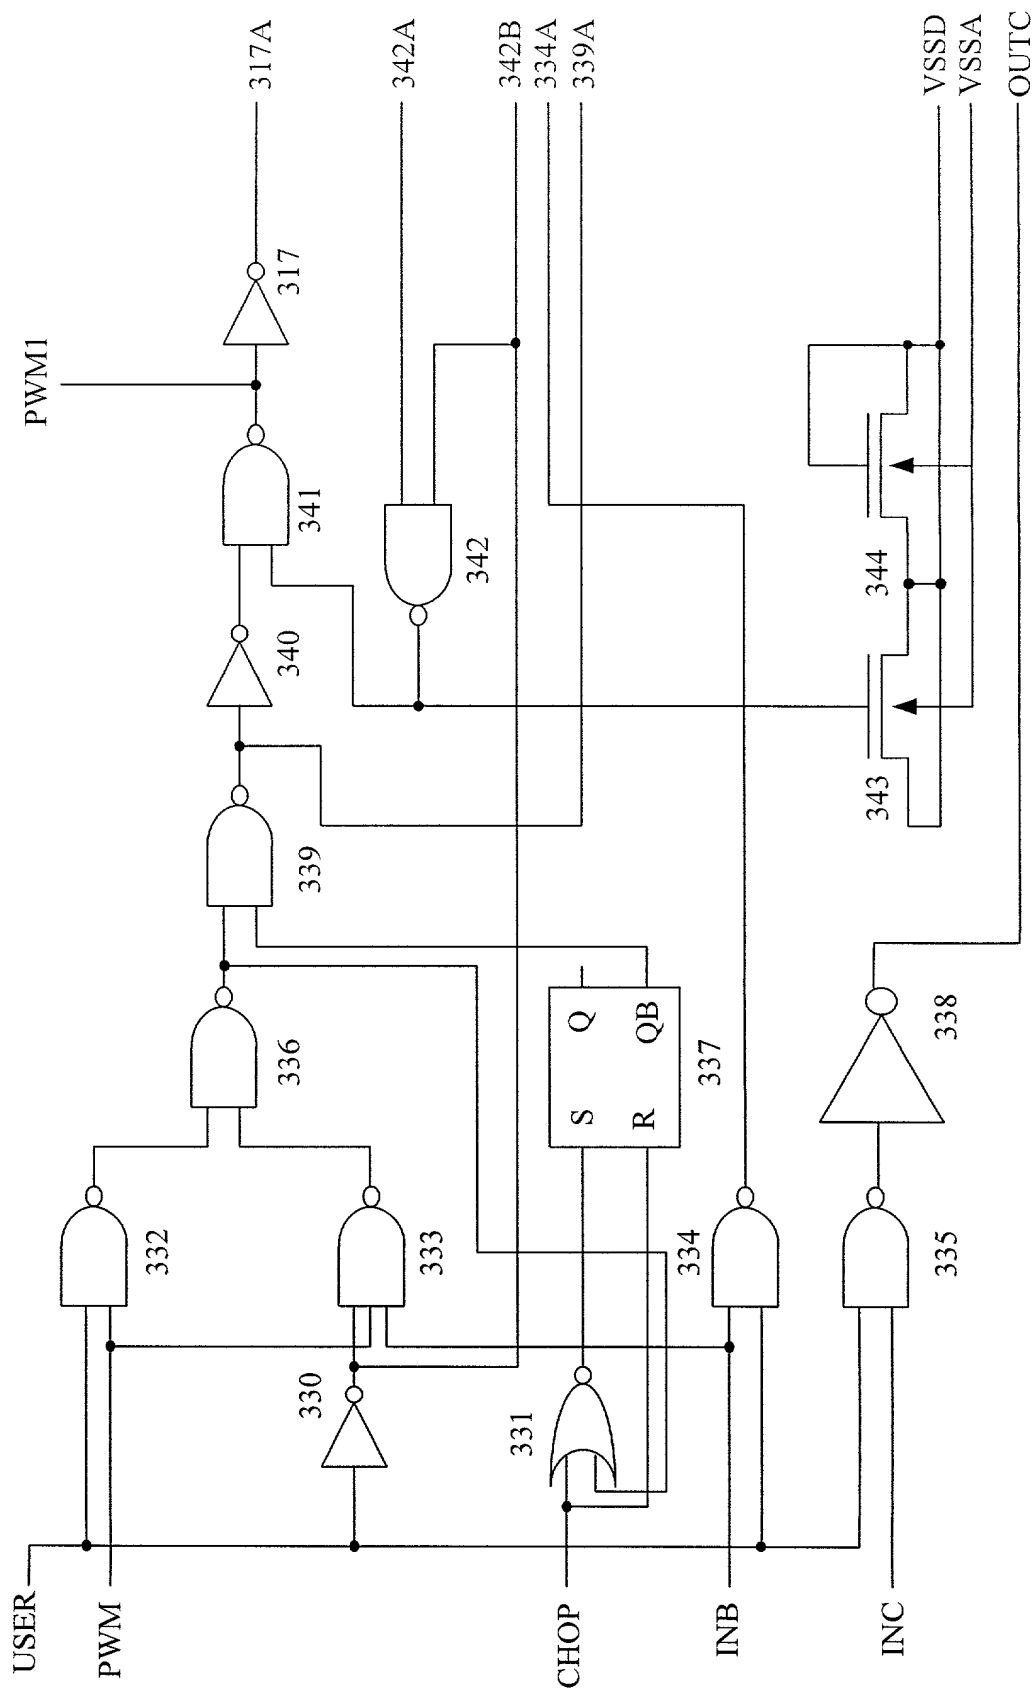 USER
PWM
CHOP
INB
INC
330
331
332
333
334
335
336
S
Q
R
QB
337
338
339
340
341
342
343
344
PWM1
317
317A
342A
342B
334A
339A
VSSD
VSSA
OUTC